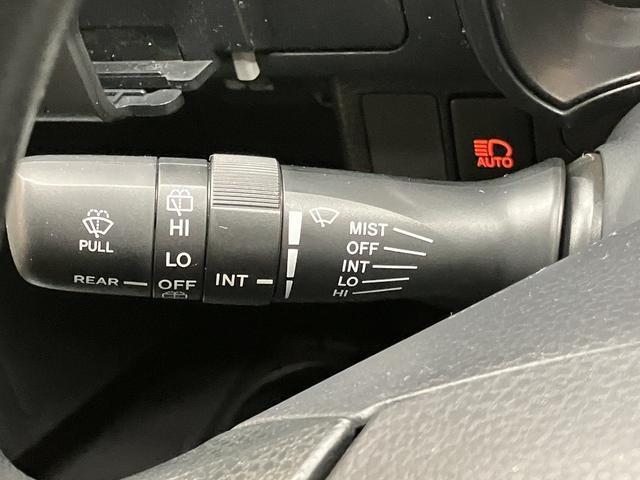 AUTO
PULL
REAR
HI
LO
OFF
INT
MIST
OFF
INT
LO
HI